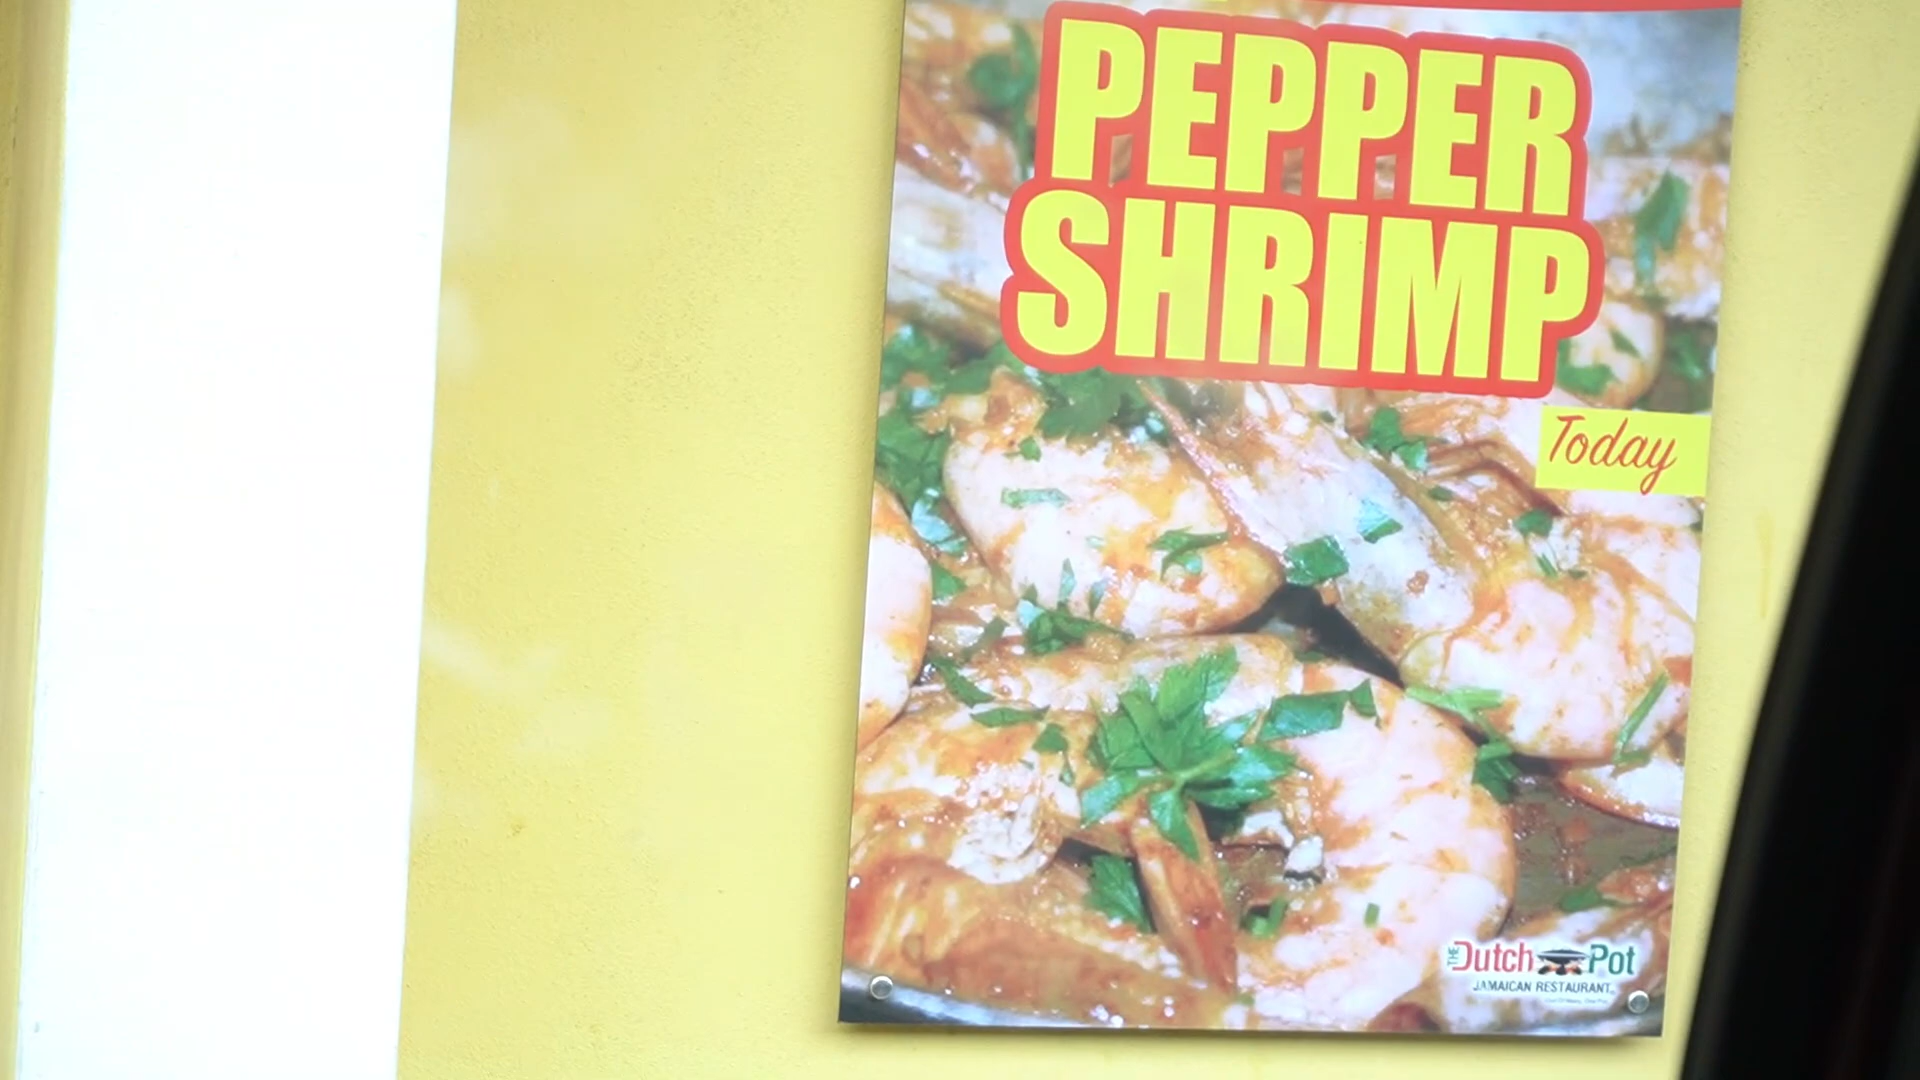 PEPPER
SHRIMP
Today
THE Dutch Pot
JAMAICAN RESTAURANT